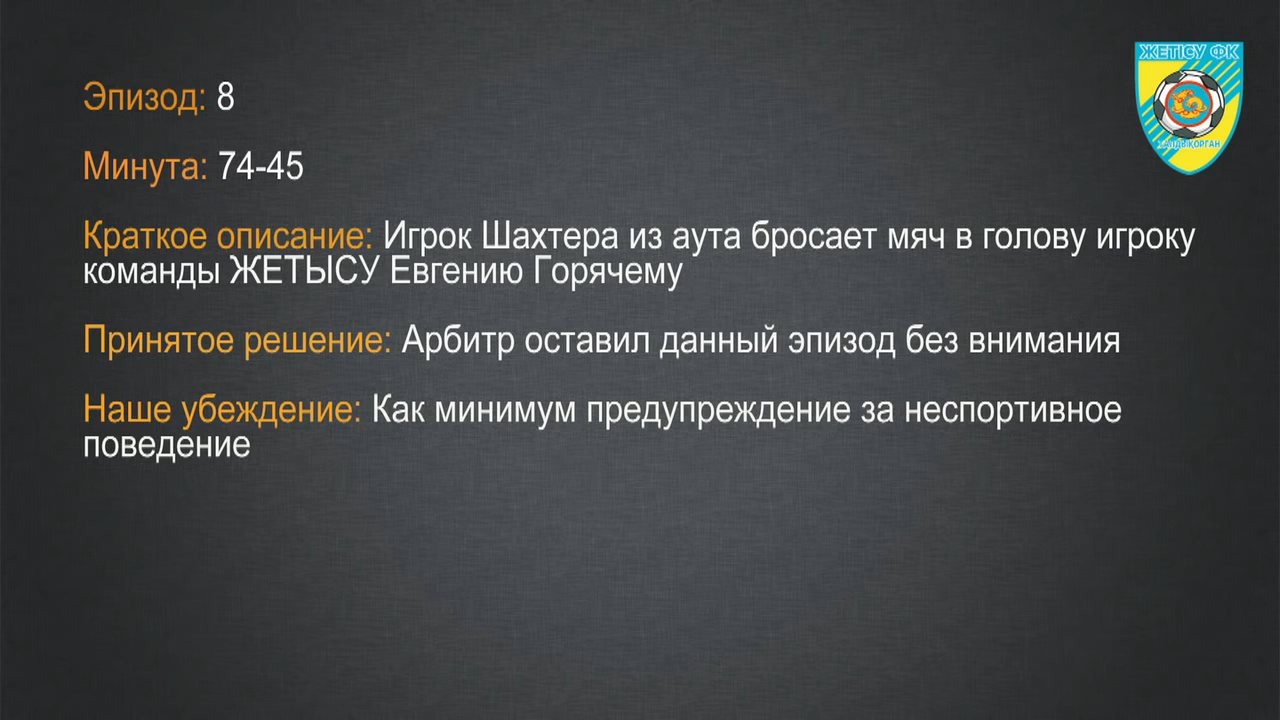 ЖЕТІСУ ФК
ТАЛДЫҚОРҒАН
Эпизод: 8
Минута: 74-45
Краткое описание: Игрок Шахтера из аута бросает мяч в голову игроку
команды ЖЕТЫСУ Евгению Горячему
Принятое решение: Арбитр оставил данный эпизод без внимания
Наше убеждение: Как минимум предупреждение за неспортивное
поведение